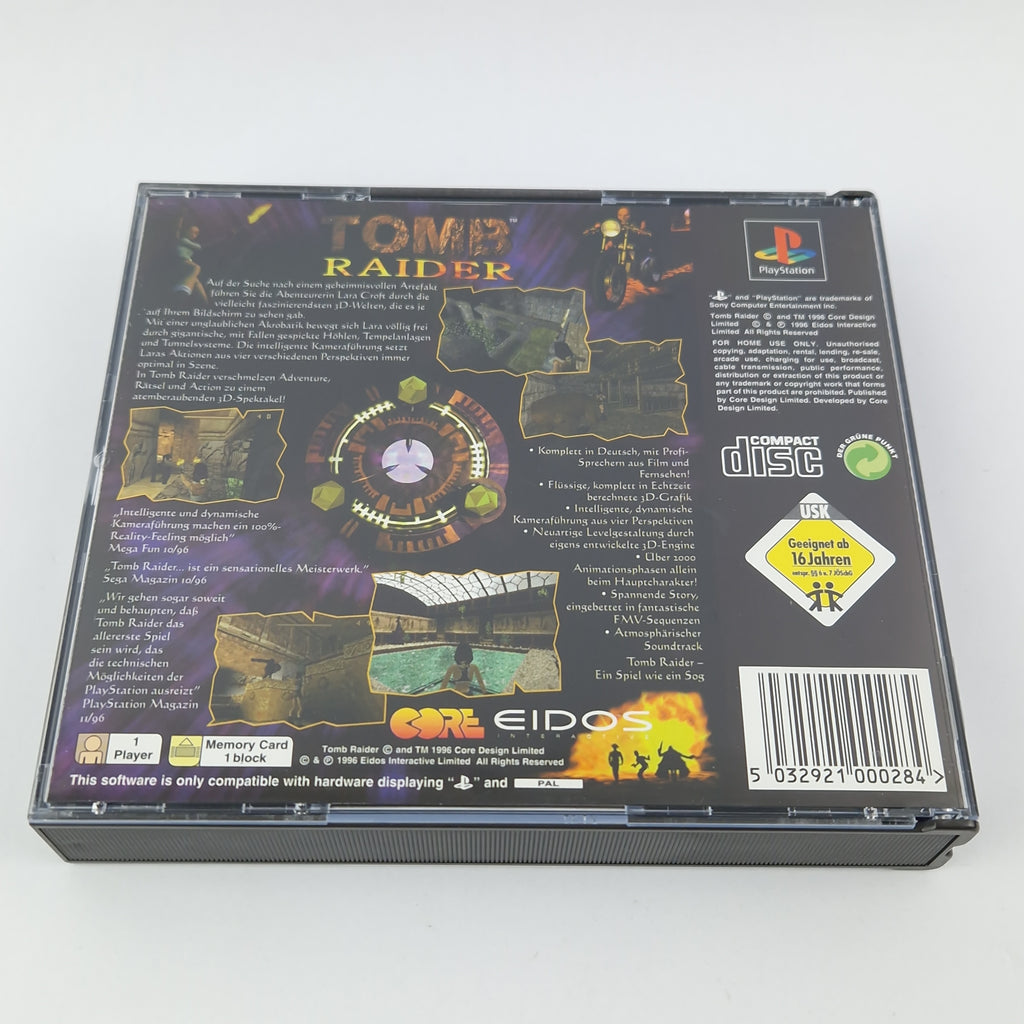 TOMB™
RAIDER
Auf der Suche nach einem geheimnisvollen Artefakt
führen Sie die Abenteurerin Lara Croft durch die
vielleicht faszinierendsten 3D-Welten, die es je
auf Ihrem Bildschirm zu sehen gab.
Mit einer unglaublichen Akrobatik bewegt sich Lara völlig frei
durch gigantische, mit Fallen gespickte Höhlen, Tempelanlagen
und Tunnelsysteme. Die intelligente Kameraführung setzt
Laras Aktionen aus vier verschiedenen Perspektiven immer
optimal in Szene.
In Tomb Raider verschmelzen Adventure,
Rätsel und Action zu einem
atemberaubenden 3D-Spektakel!
„Intelligente und dynamische
Kameraführung machen ein 100%-
Reality-Feeling möglich"
Mega Fun 10/96
„Tomb Raider... ist ein sensationelles Meisterwerk."
Sega Magazin 10/96
„Wir gehen sogar soweit
und behaupten, daß
Tomb Raider das
allererste Spiel
sein wird, das
die technischen
Möglichkeiten der
PlayStation ausreizt"
PlayStation Magazin
11/96
• Komplett in Deutsch, mit Profi-
Sprechern aus Film und
Fernsehen!
• Flüssige, komplett in Echtzeit
berechnete 3D-Grafik
• Intelligente, dynamische
Kameraführung aus vier Perspektiven
• Neuartige Levelgestaltung durch
eigens entwickelte 3D-Engine
• Über 2000
Animationsphasen allein
beim Hauptcharakter!
• Spannende Story,
eingebettet in fantastische
FMV-Sequenzen
• Atmosphärischer
Soundtrack
Tomb Raider –
Ein Spiel wie ein Sog
CORE EIDOS
INTERACTIVE
1
Player
Memory Card
1 block
Tomb Raider © and TM 1996 Core Design Limited
© & ℗ 1996 Eidos Interactive Limited All Rights Reserved
This software is only compatible with hardware displaying " " and PAL
PlayStation
" " and "PlayStation" are trademarks of
Sony Computer Entertainment Inc.
Tomb Raider © and TM 1996 Core Design
Limited © & ℗ 1996 Eidos Interactive
Limited All Rights Reserved
FOR HOME USE ONLY. Unauthorised
copying, adaptation, rental, lending, re-sale,
arcade use, charging for use, broadcast,
cable transmission, public performance,
distribution or extraction of this product or
any trademark or copyright work that forms
part of this product are prohibited. Published
by Core Design Limited. Developed by Core
Design Limited.
COMPACT
disc
DER GRÜNE PUNKT
USK
Geeignet ab
16 Jahren
entspr. §§ 6 u. 7 JÖSchG
5 032921 000284 >